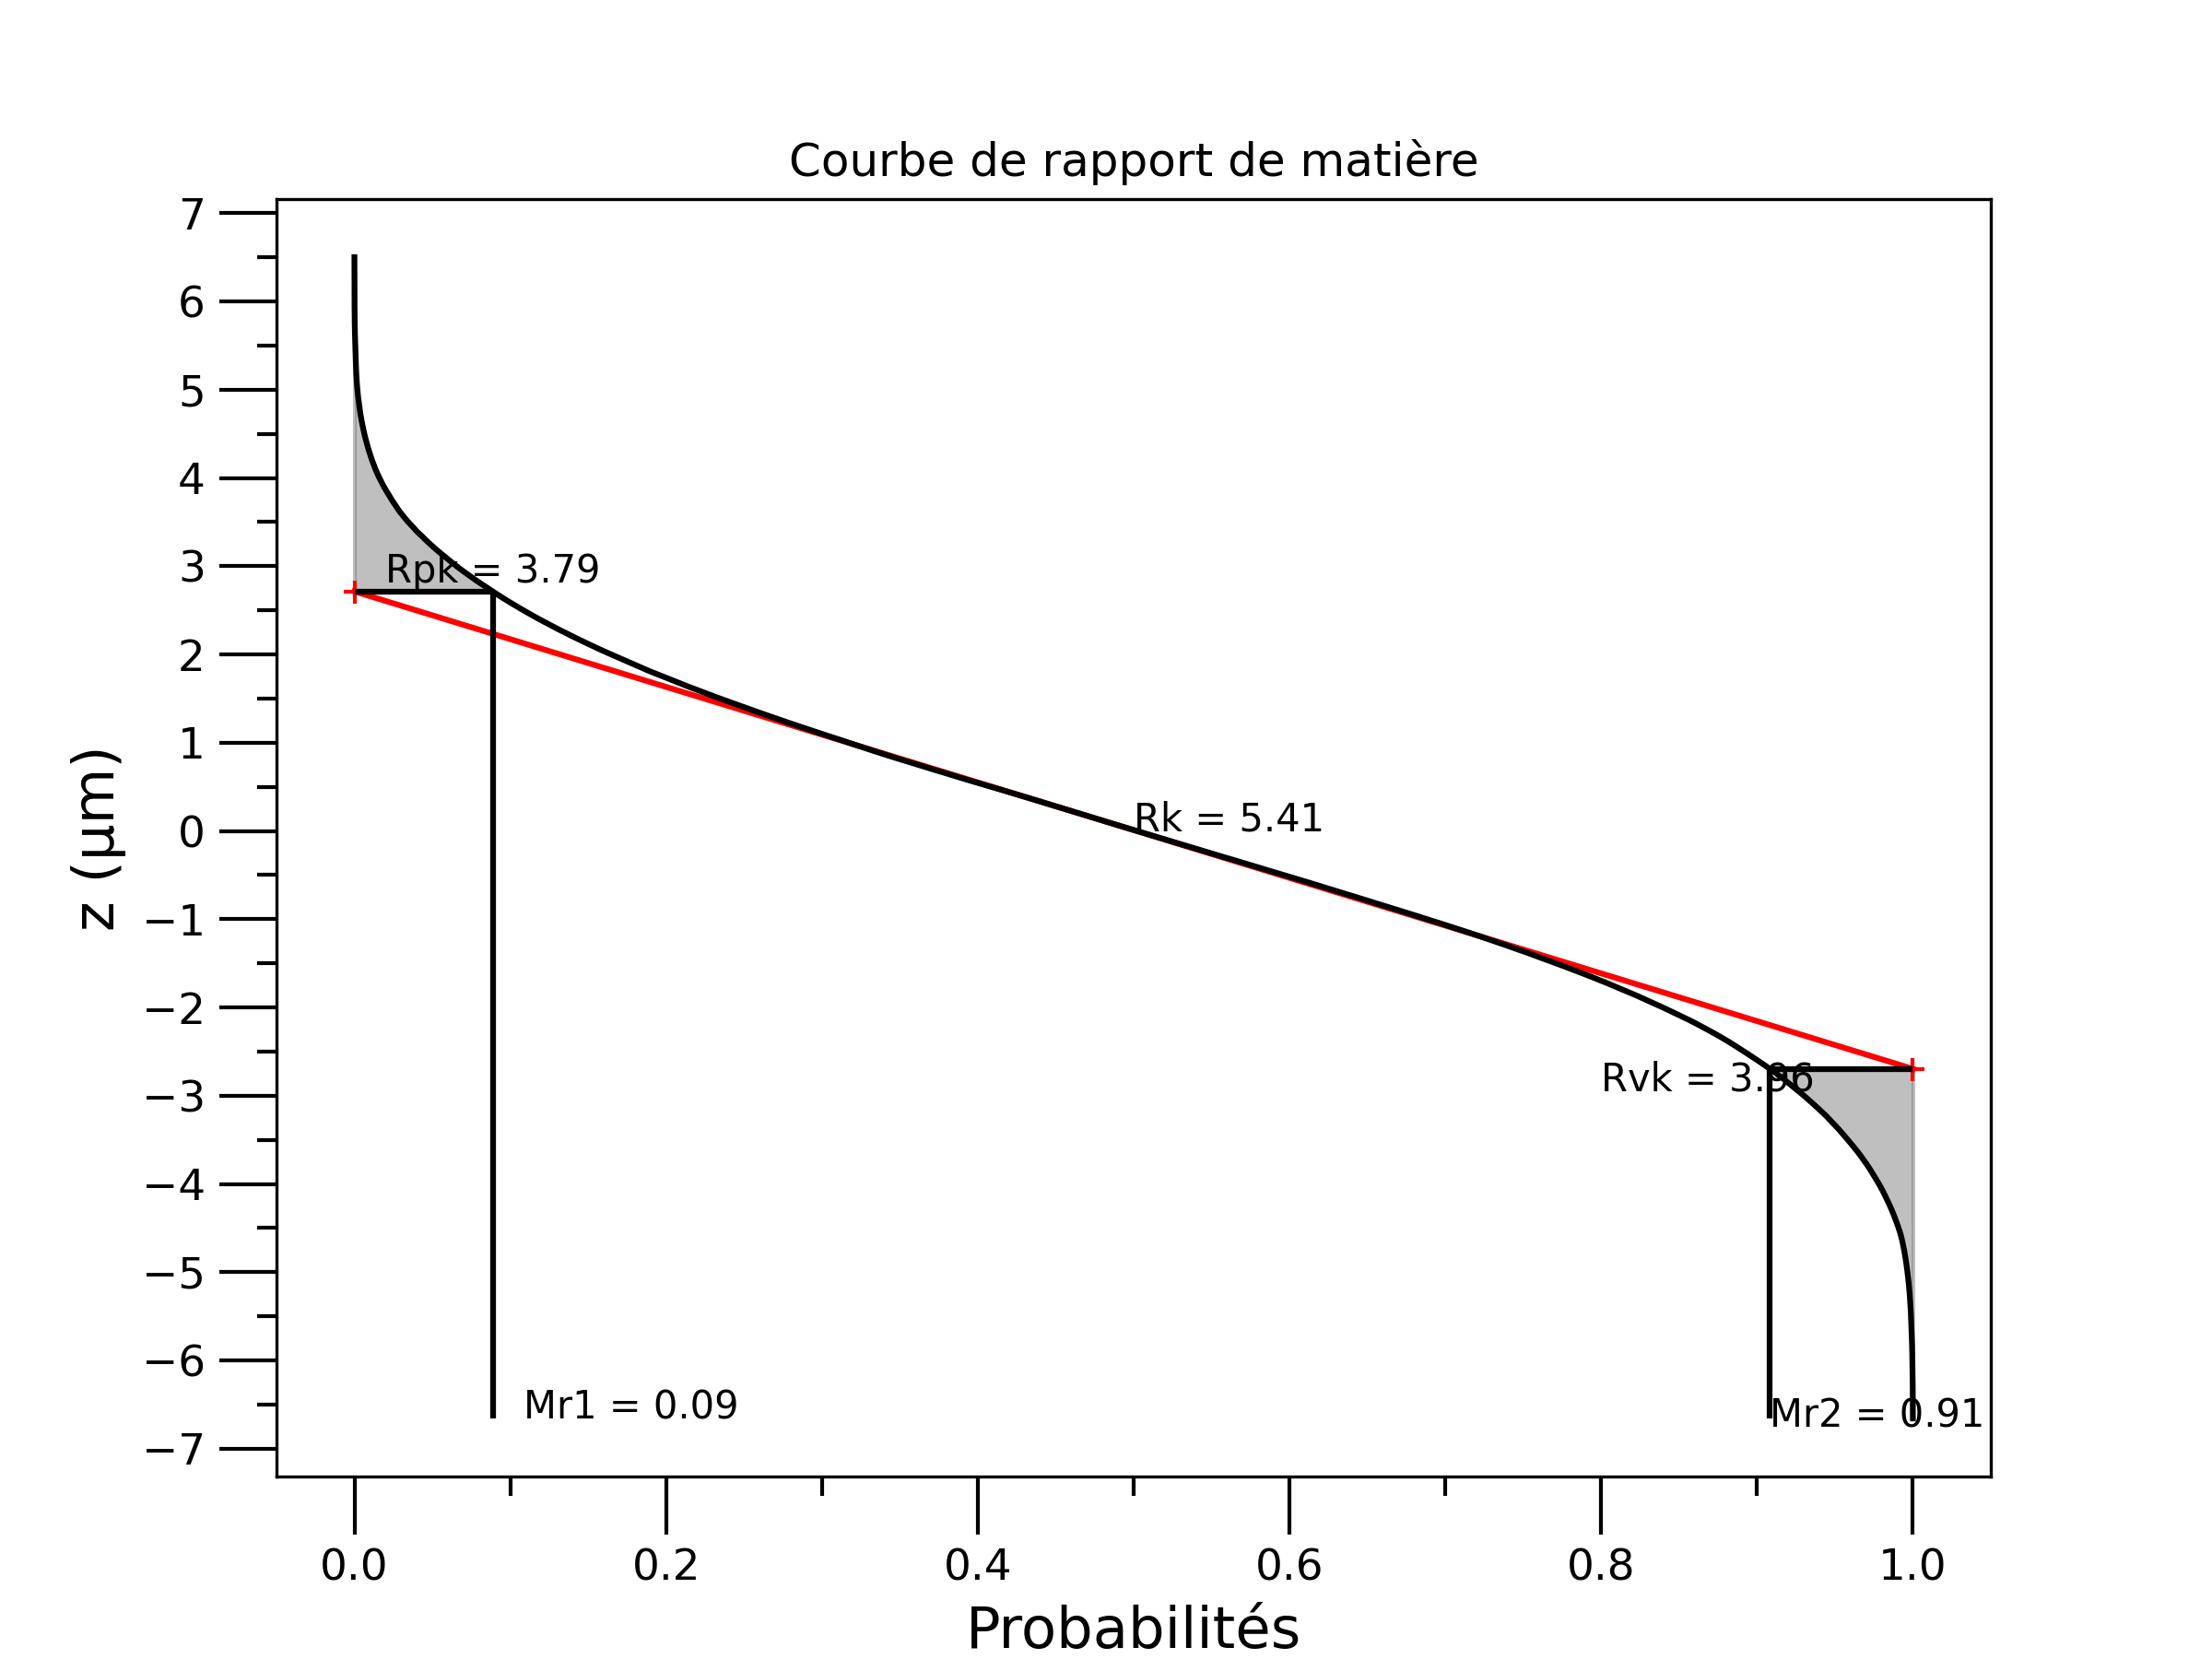 Courbe de rapport de matière
7
6
5
4
3
2
1
0
−1
−2
−3
−4
−5
−6
−7
z (μm)
Rpk = 3.79
Rk = 5.41
Rvk = 3.96
Mr1 = 0.09
Mr2 = 0.91
0.0 0.2 0.4 0.6 0.8 1.0
Probabilités